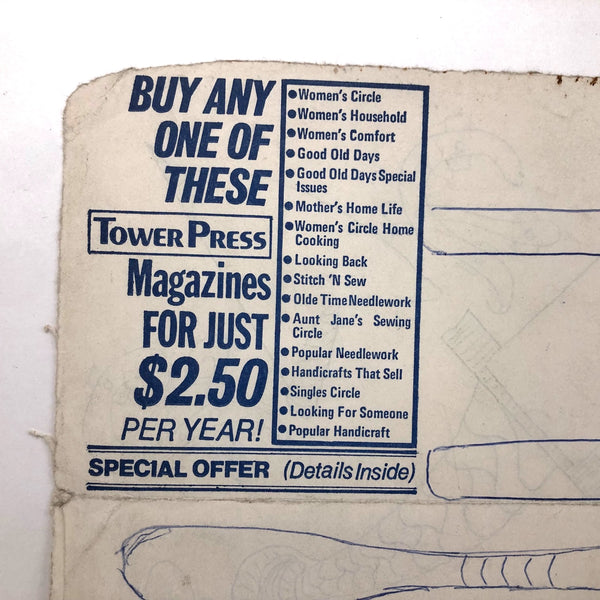 BUY ANY
ONE OF
THESE
TOWER PRESS
Magazines
FOR JUST
$2.50
PER YEAR!
• Women's Circle
• Women's Household
• Women's Comfort
• Good Old Days
• Good Old Days Special
Issues
• Mother's Home Life
• Women's Circle Home
Cooking
• Looking Back
• Stitch 'N Sew
• Olde Time Needlework
• Aunt Jane's Sewing
Circle
• Popular Needlework
• Handicrafts That Sell
• Singles Circle
• Looking For Someone
• Popular Handicraft
SPECIAL OFFER (Details Inside)